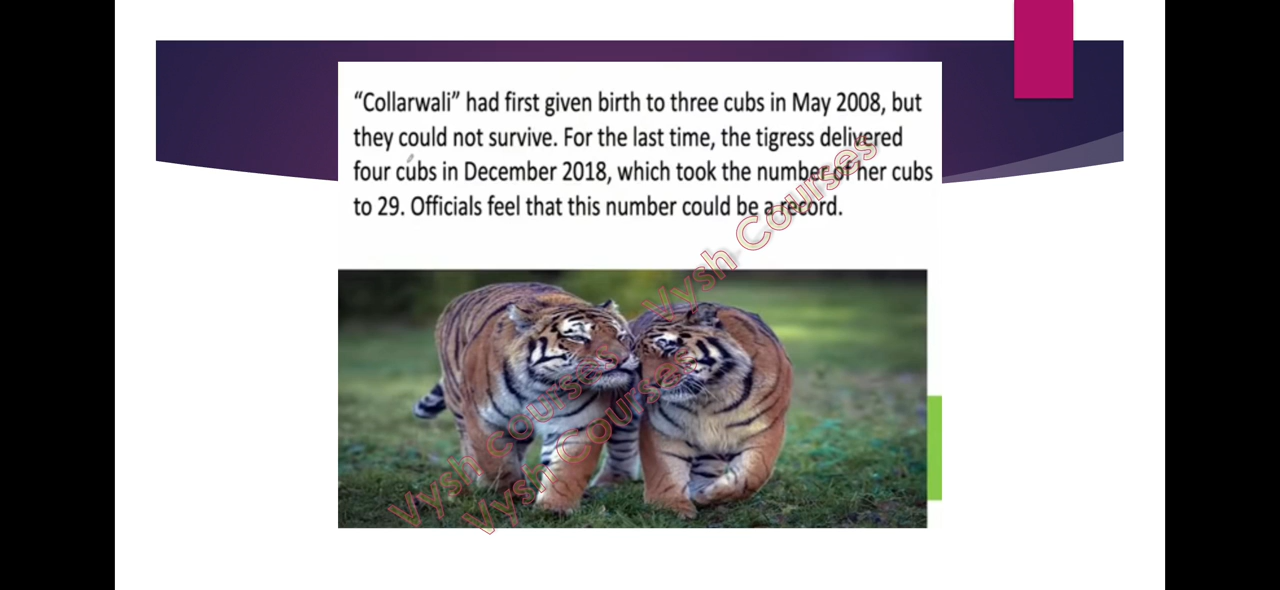 “Collarwali” had first given birth to three cubs in May 2008, but
they could not survive. For the last time, the tigress delivered
four cubs in December 2018, which took the number of her cubs
to 29. Officials feel that this number could be a record.
Vysh Courses
Vysh courses
Vysh Courses